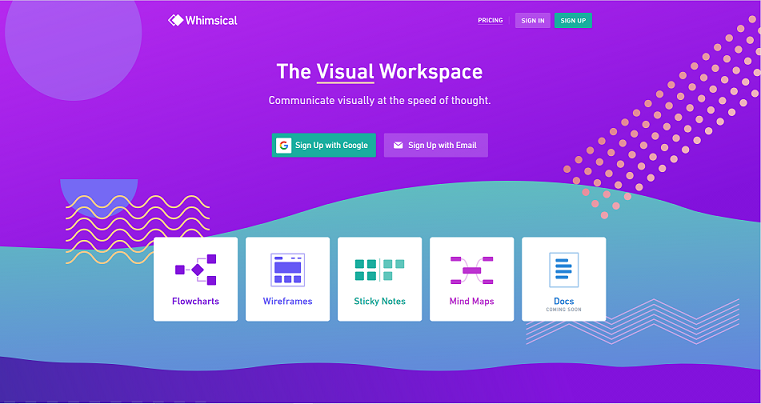 Whimsical
PRICING
SIGN IN
SIGN UP
The Visual Workspace
Communicate visually at the speed of thought.
G Sign Up with Google
Sign Up with Email
Flowcharts
Wireframes
Sticky Notes
Mind Maps
Docs
COMING SOON